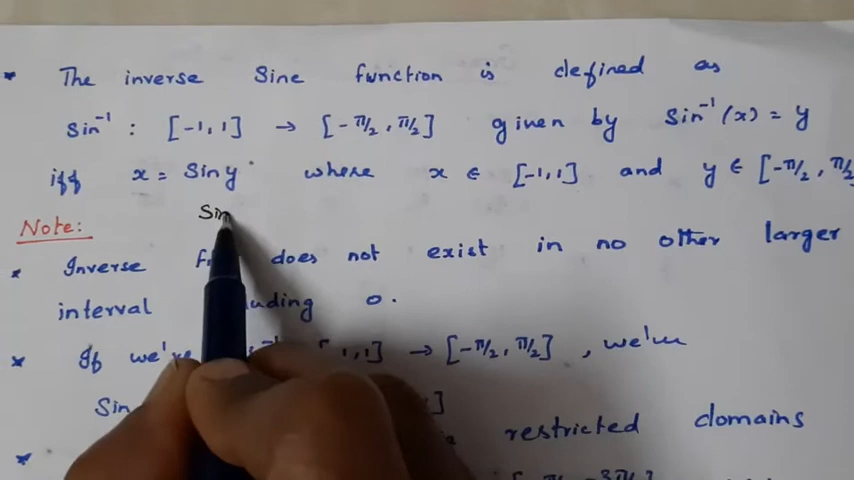 * The inverse Sine function is defined as
Sin⁻¹ : [-1,1] → [-π/2, π/2] given by Sin⁻¹(x) = y
iff x = Sin y where x ∈ [-1,1] and y ∈ [-π/2, π/2
Sin
Note:
* Inverse does not exist in no other larger
interval 0.
* If we've → [-π/2, π/2] , we'll
Sin ]
* restricted domains